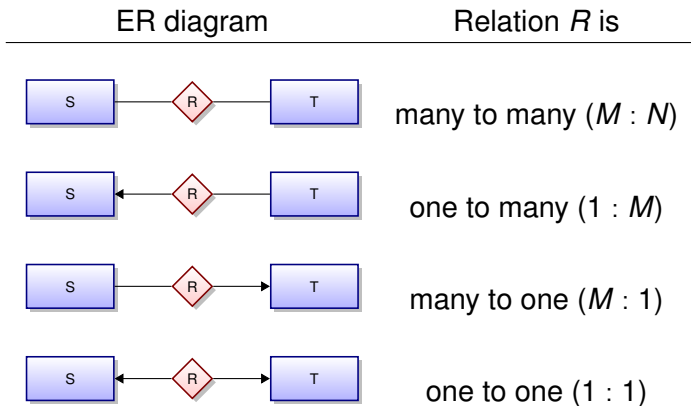 ER diagram Relation R is
S R T many to many (M : N)
S R T one to many (1 : M)
S R T many to one (M : 1)
S R T one to one (1 : 1)